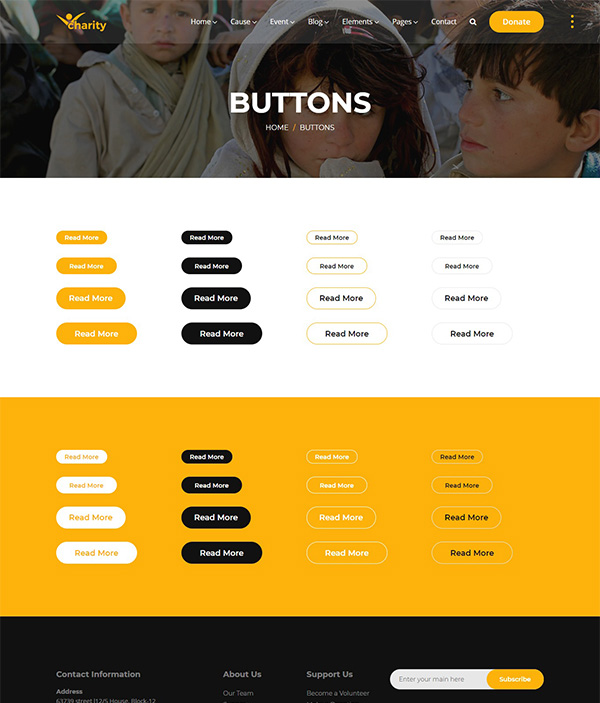 charity Home Cause Event Blog Elements Pages Contact Donate
BUTTONS
HOME / BUTTONS
Read More Read More Read More Read More
Read More Read More Read More Read More
Read More Read More Read More Read More
Read More Read More Read More Read More
Read More Read More Read More Read More
Read More Read More Read More Read More
Read More Read More Read More Read More
Read More Read More Read More Read More
Contact Information About Us Support Us Enter your main here Subscribe
Address Our Team Become a Volunteer
63739 street J12/S House, Block-12